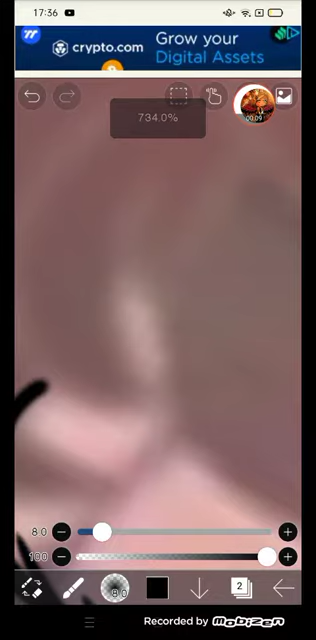 17:36
crypto.com
Grow your
Digital Assets
734.0%
00:09
8.0
100
8.0
2
Recorded by mobizen